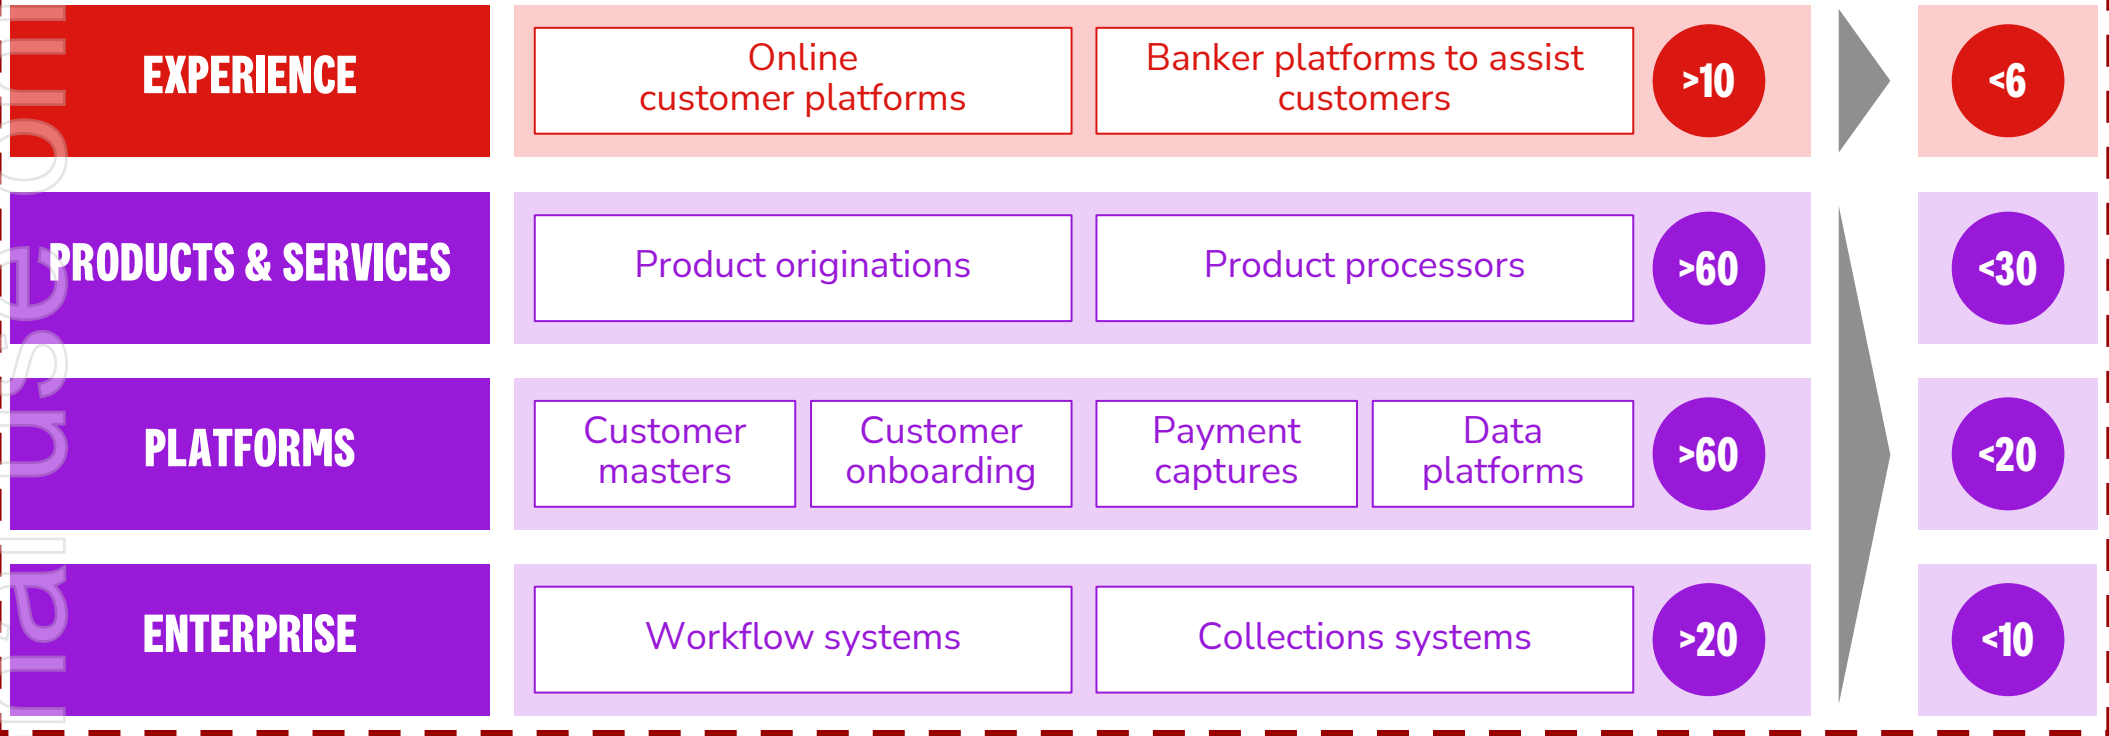 EXPERIENCE
Online
customer platforms
Banker platforms to assist
customers
>10
<6
PRODUCTS & SERVICES
Product originations
Product processors
>60
<30
PLATFORMS
Customer
masters
Customer
onboarding
Payment
captures
Data
platforms
>60
<20
ENTERPRISE
Workflow systems
Collections systems
>20
<10